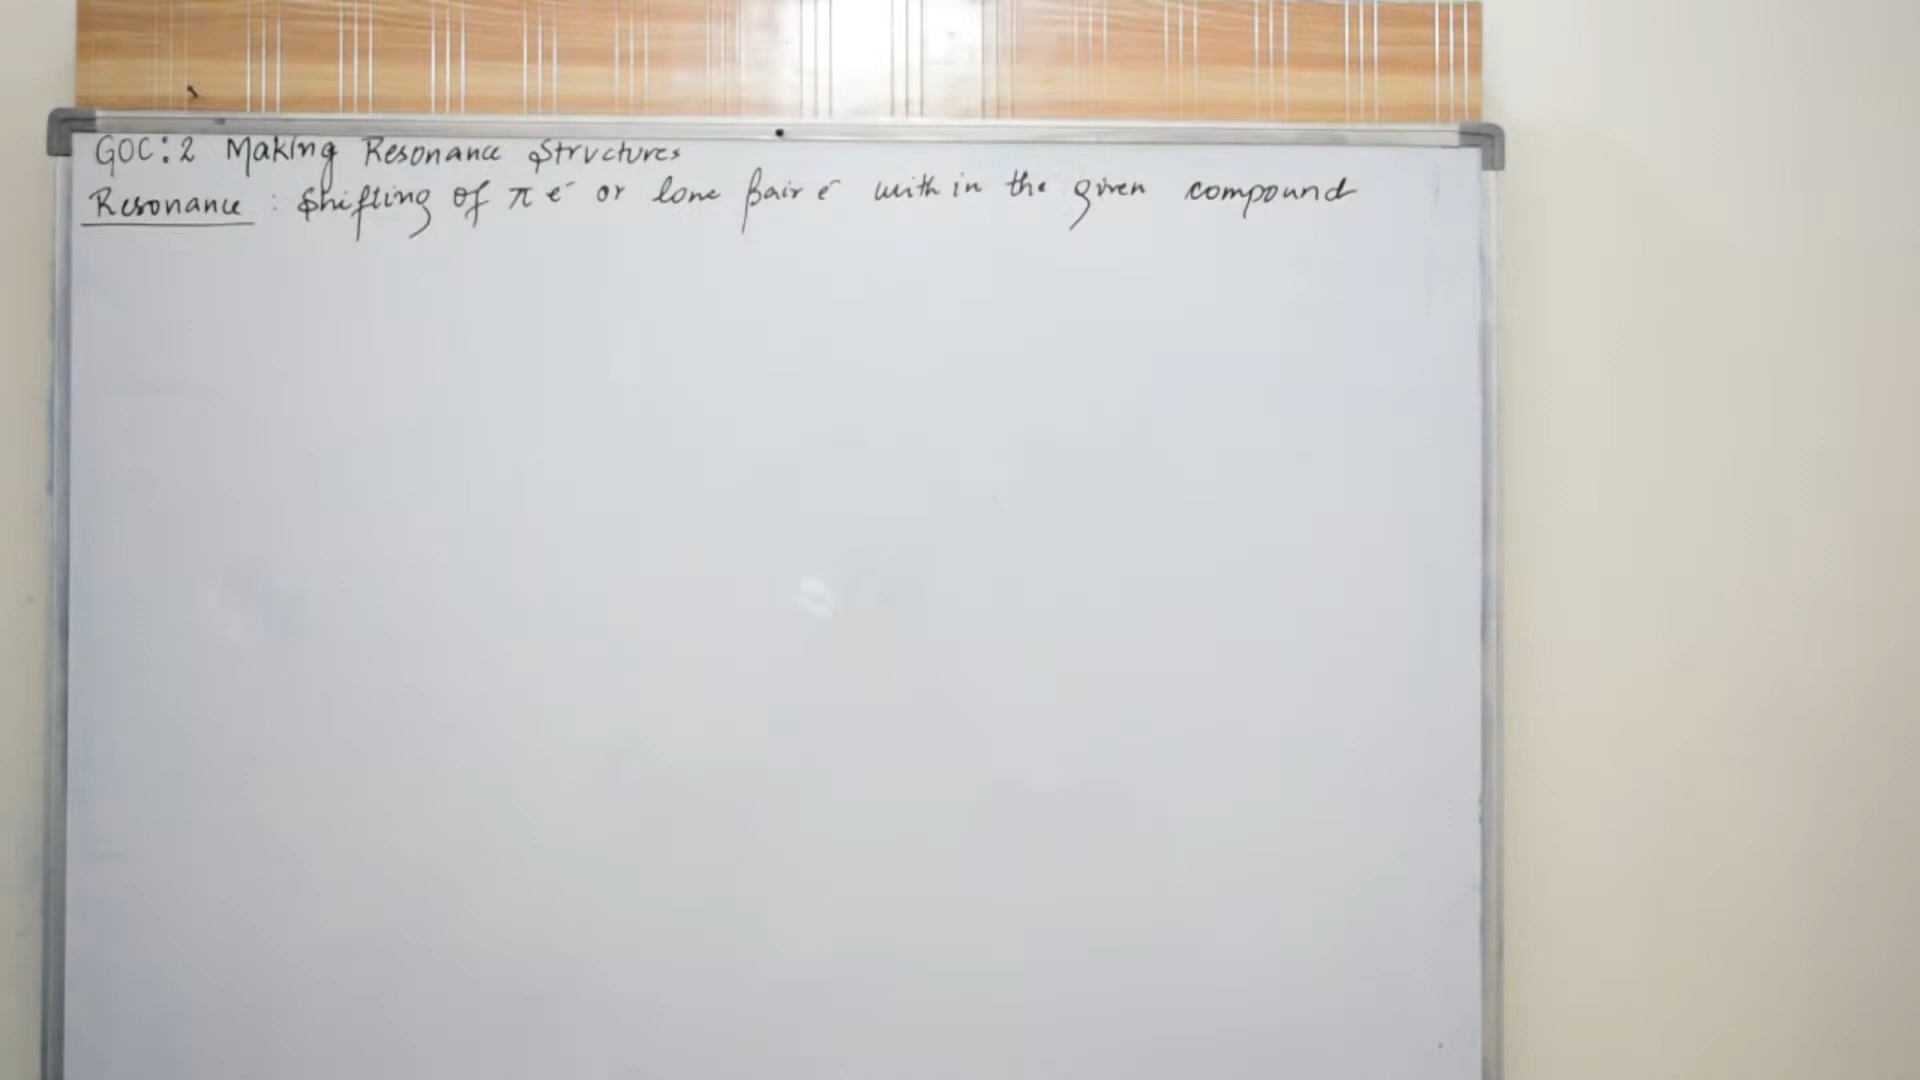 GOC:2 Making Resonance Structures
Resonance : Shifting of π e⁻ or lone pair e⁻ with in the given compound